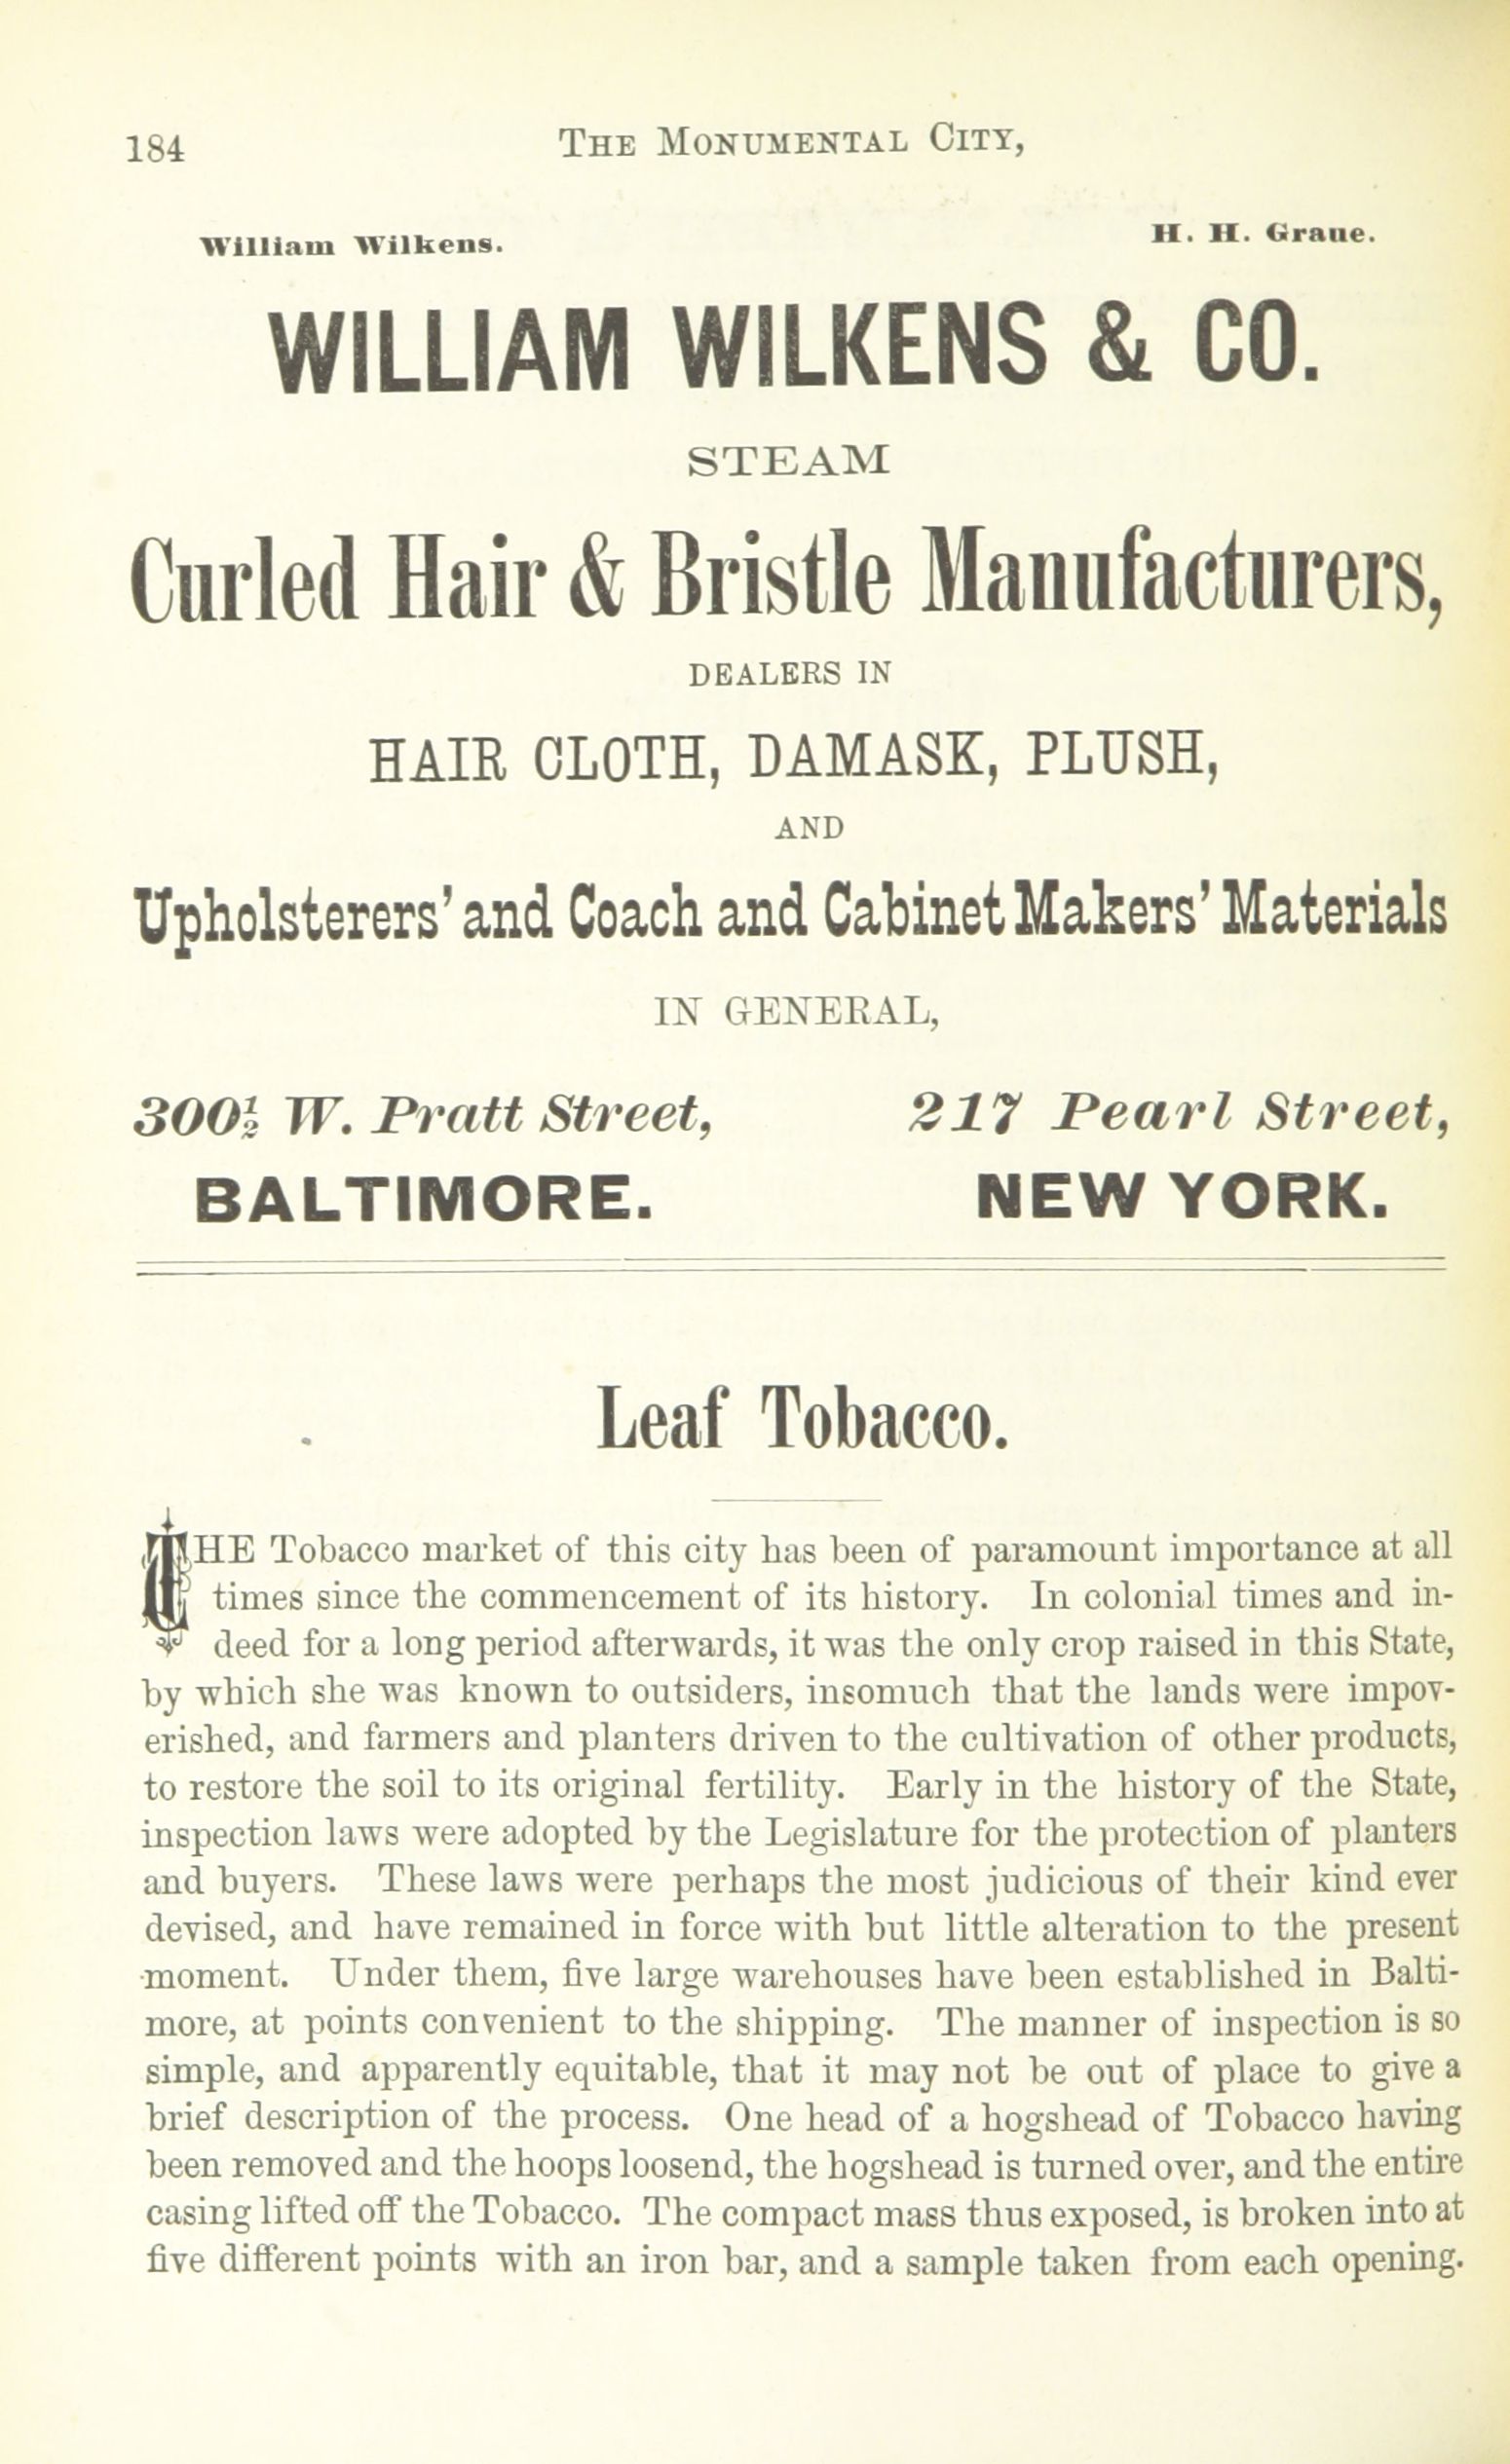 184
THE MONUMENTAL CITY,
William Wilkens.
H. H. Graue.
WILLIAM WILKENS & CO.
STEAM
Curled Hair & Bristle Manufacturers,
DEALERS IN
HAIR CLOTH, DAMASK, PLUSH,
AND
Upholsterers' and Coach and Cabinet Makers' Materials
IN GENERAL,
300½ W. Pratt Street,
BALTIMORE.
217 Pearl Street,
NEW YORK.
Leaf Tobacco.
THE Tobacco market of this city has been of paramount importance at all
times since the commencement of its history. In colonial times and in-
deed for a long period afterwards, it was the only crop raised in this State,
by which she was known to outsiders, insomuch that the lands were impov-
erished, and farmers and planters driven to the cultivation of other products,
to restore the soil to its original fertility. Early in the history of the State,
inspection laws were adopted by the Legislature for the protection of planters
and buyers. These laws were perhaps the most judicious of their kind ever
devised, and have remained in force with but little alteration to the present
moment. Under them, five large warehouses have been established in Balti-
more, at points convenient to the shipping. The manner of inspection is so
simple, and apparently equitable, that it may not be out of place to give a
brief description of the process. One head of a hogshead of Tobacco having
been removed and the hoops loosend, the hogshead is turned over, and the entire
casing lifted off the Tobacco. The compact mass thus exposed, is broken into at
five different points with an iron bar, and a sample taken from each opening.